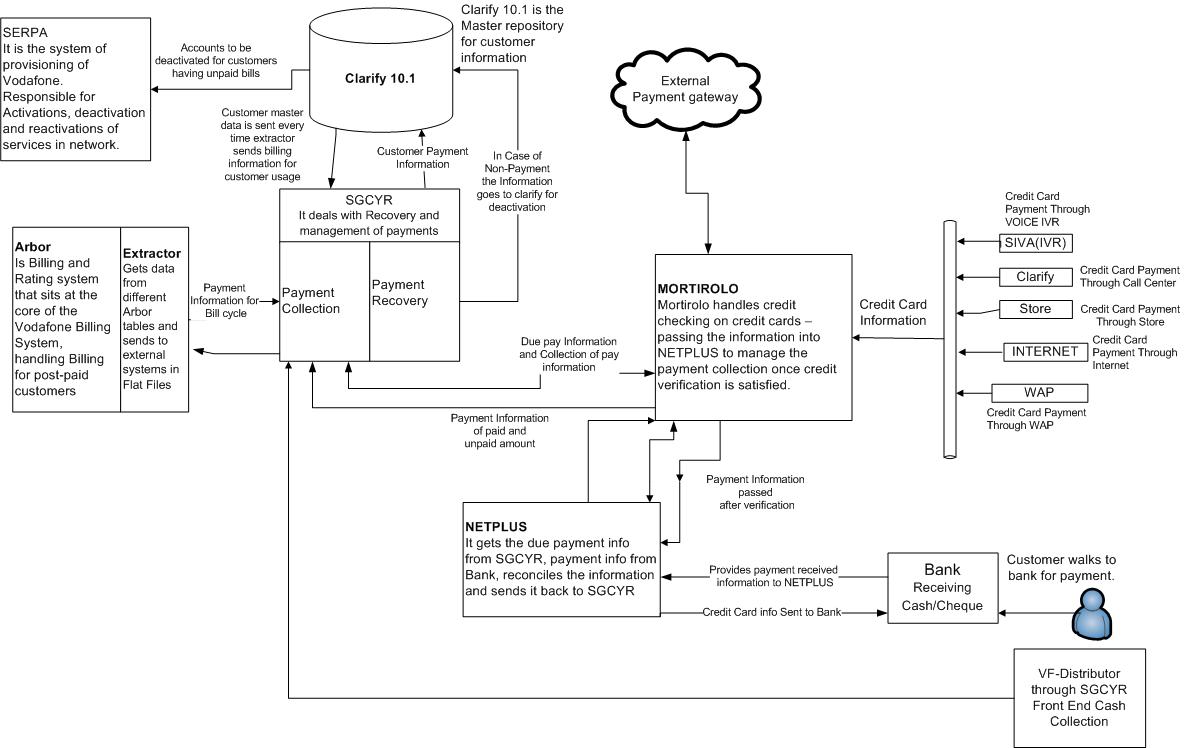 SERPA
It is the system of
provisioning of
Vodafone.
Responsible for
Activations, deactivation
and reactivations of
services in network.
Accounts to be
deactivated for customers
having unpaid bills
Clarify 10.1
Clarify 10.1 is the
Master repository
for customer
information
External
Payment gateway
Customer master
data is sent every
time extractor
sends billing
information for
customer usage
Customer Payment
Information
In Case of
Non-Payment
the Information
goes to clarify for
deactivation
SGCYR
It deals with Recovery and
management of payments
Payment
Collection
Payment
Recovery
Arbor
Is Billing and
Rating system
that sits at the
core of the
Vodafone Billing
System,
handling Billing
for post-paid
customers
Extractor
Gets data
from
different
Arbor
tables and
sends to
external
systems in
Flat Files
Payment
Information for
Bill cycle
MORTIROLO
Mortirolo handles credit
checking on credit cards –
passing the information into
NETPLUS to manage the
payment collection once credit
verification is satisfied.
Credit Card
Information
Credit Card
Payment Through
VOICE IVR
SIVA(IVR)
Clarify
Credit Card Payment
Through Call Center
Store
Credit Card Payment
Through Store
INTERNET
Credit Card
Payment Through
Internet
WAP
Credit Card Payment
Through WAP
Due pay Information
and Collection of pay
information
Payment Information
of paid and
unpaid amount
Payment Information
passed
after verification
NETPLUS
It gets the due payment info
from SGCYR, payment info from
Bank, reconciles the information
and sends it back to SGCYR
Provides payment received
information to NETPLUS
Credit Card info Sent to Bank
Bank
Receiving
Cash/Cheque
Customer walks to
bank for payment.
VF-Distributor
through SGCYR
Front End Cash
Collection